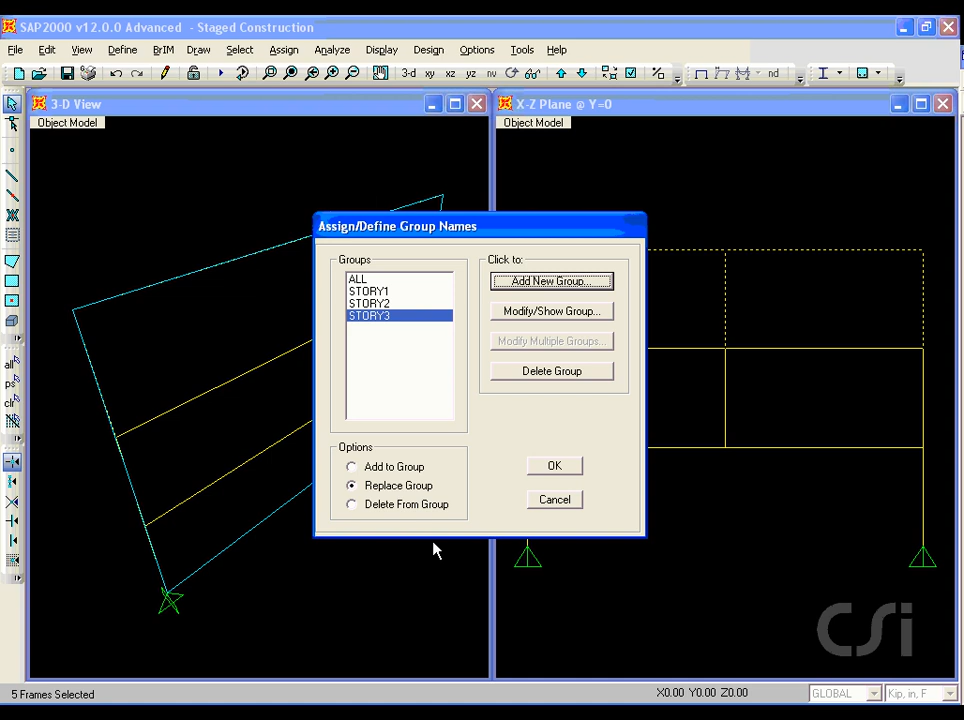 SAP2000 v12.0.0 Advanced - Staged Construction
File Edit View Define BrIM Draw Select Assign Analyze Display Design Options Tools Help
3-d xy xz yz nv nd
3-D View
X-Z Plane @ Y=0
Object Model
Object Model
Assign/Define Group Names
Groups
ALL
STORY1
STORY2
STORY3
Click to:
Add New Group...
Modify/Show Group...
Modify Multiple Groups...
Delete Group
Options
Add to Group
Replace Group
Delete From Group
OK
Cancel
all
ps
clr
CSi
5 Frames Selected
X0.00 Y0.00 Z0.00
GLOBAL
Kip, in, F